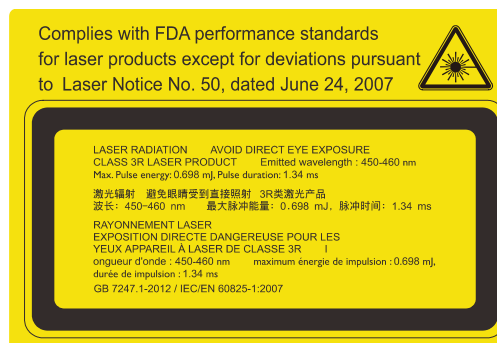 Complies with FDA performance standards
for laser products except for deviations pursuant
to Laser Notice No. 50, dated June 24, 2007
LASER RADIATION AVOID DIRECT EYE EXPOSURE
CLASS 3R LASER PRODUCT Emitted wavelength : 450-460 nm
Max. Pulse energy: 0.698 mJ, Pulse duration: 1.34 ms
激光辐射 避免眼睛受到直接照射 3R类激光产品
波长: 450-460 nm 最大脉冲能量: 0.698 mJ, 脉冲时间: 1.34 ms
RAYONNEMENT LASER
EXPOSITION DIRECTE DANGEREUSE POUR LES
YEUX APPAREIL À LASER DE CLASSE 3R l
ongueur d'onde : 450-460 nm maximum énergie de impulsion : 0.698 mJ,
durée de impulsion : 1.34 ms
GB 7247.1-2012 / IEC/EN 60825-1:2007